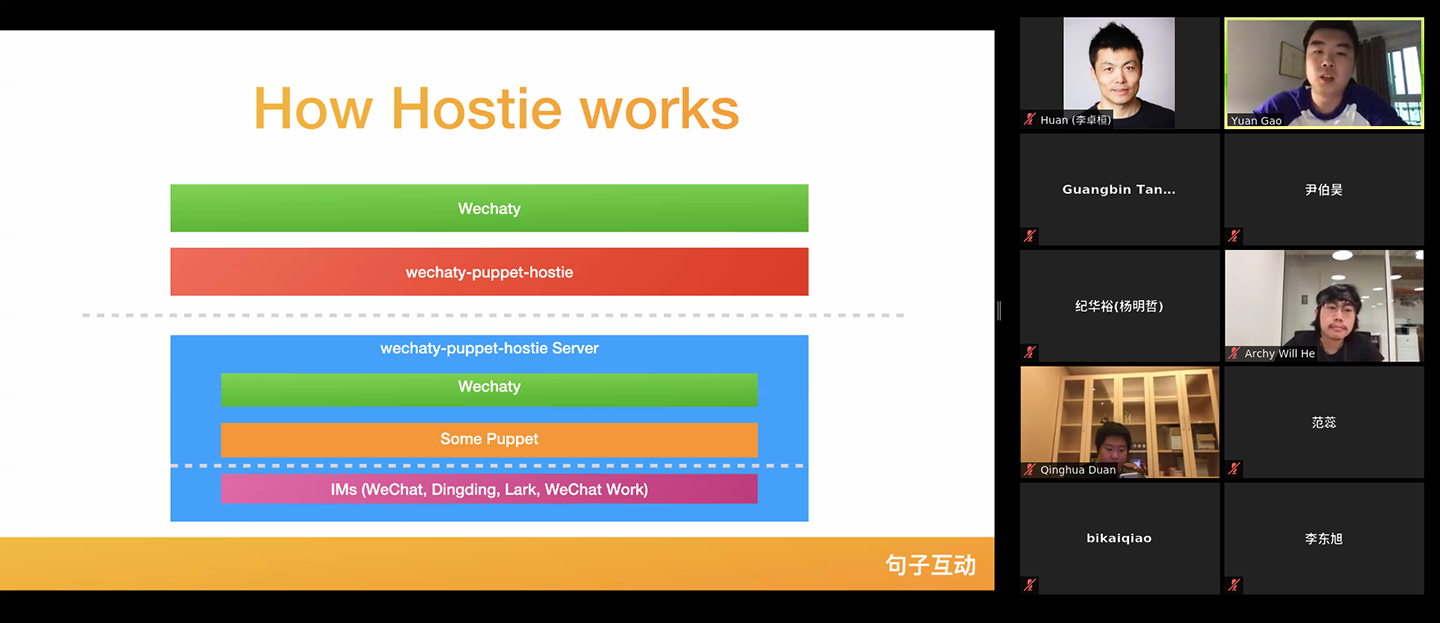 How Hostie works
Wechaty
wechaty-puppet-hostie
wechaty-puppet-hostie Server
Wechaty
Some Puppet
IMs (WeChat, Dingding, Lark, WeChat Work)
句子互动
Huan (李卓桓)
Yuan Gao
Guangbin Tan...
尹伯昊
纪华裕(杨明哲)
Archy Will He
Qinghua Duan
范蕊
bikaiqiao
李东旭